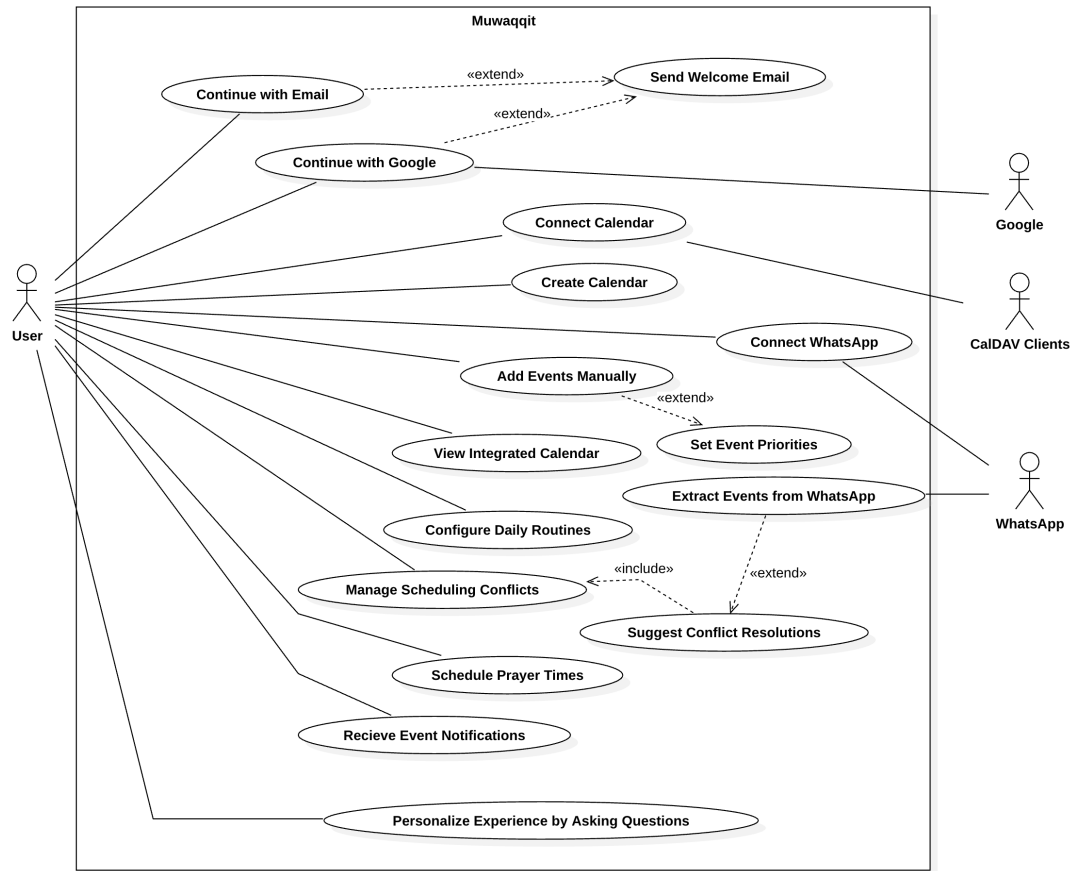 Muwaqqit
«extend»
Send Welcome Email
Continue with Email
«extend»
Continue with Google
Google
Connect Calendar
Create Calendar
User
CalDAV Clients
Connect WhatsApp
Add Events Manually
«extend»
Set Event Priorities
View Integrated Calendar
Extract Events from WhatsApp
WhatsApp
Configure Daily Routines
«include»
«extend»
Manage Scheduling Conflicts
Suggest Conflict Resolutions
Schedule Prayer Times
Recieve Event Notifications
Personalize Experience by Asking Questions